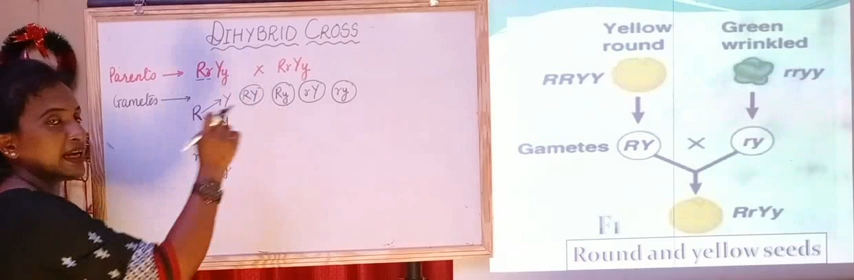 DIHYBRID CROSS
Parents → RrYy × RrYy
Gametes → RY Ry rY ry
R Y
Yellow round
Green wrinkled
RRYY
rryy
Gametes RY × ry
F1 RrYy
Round and yellow seeds